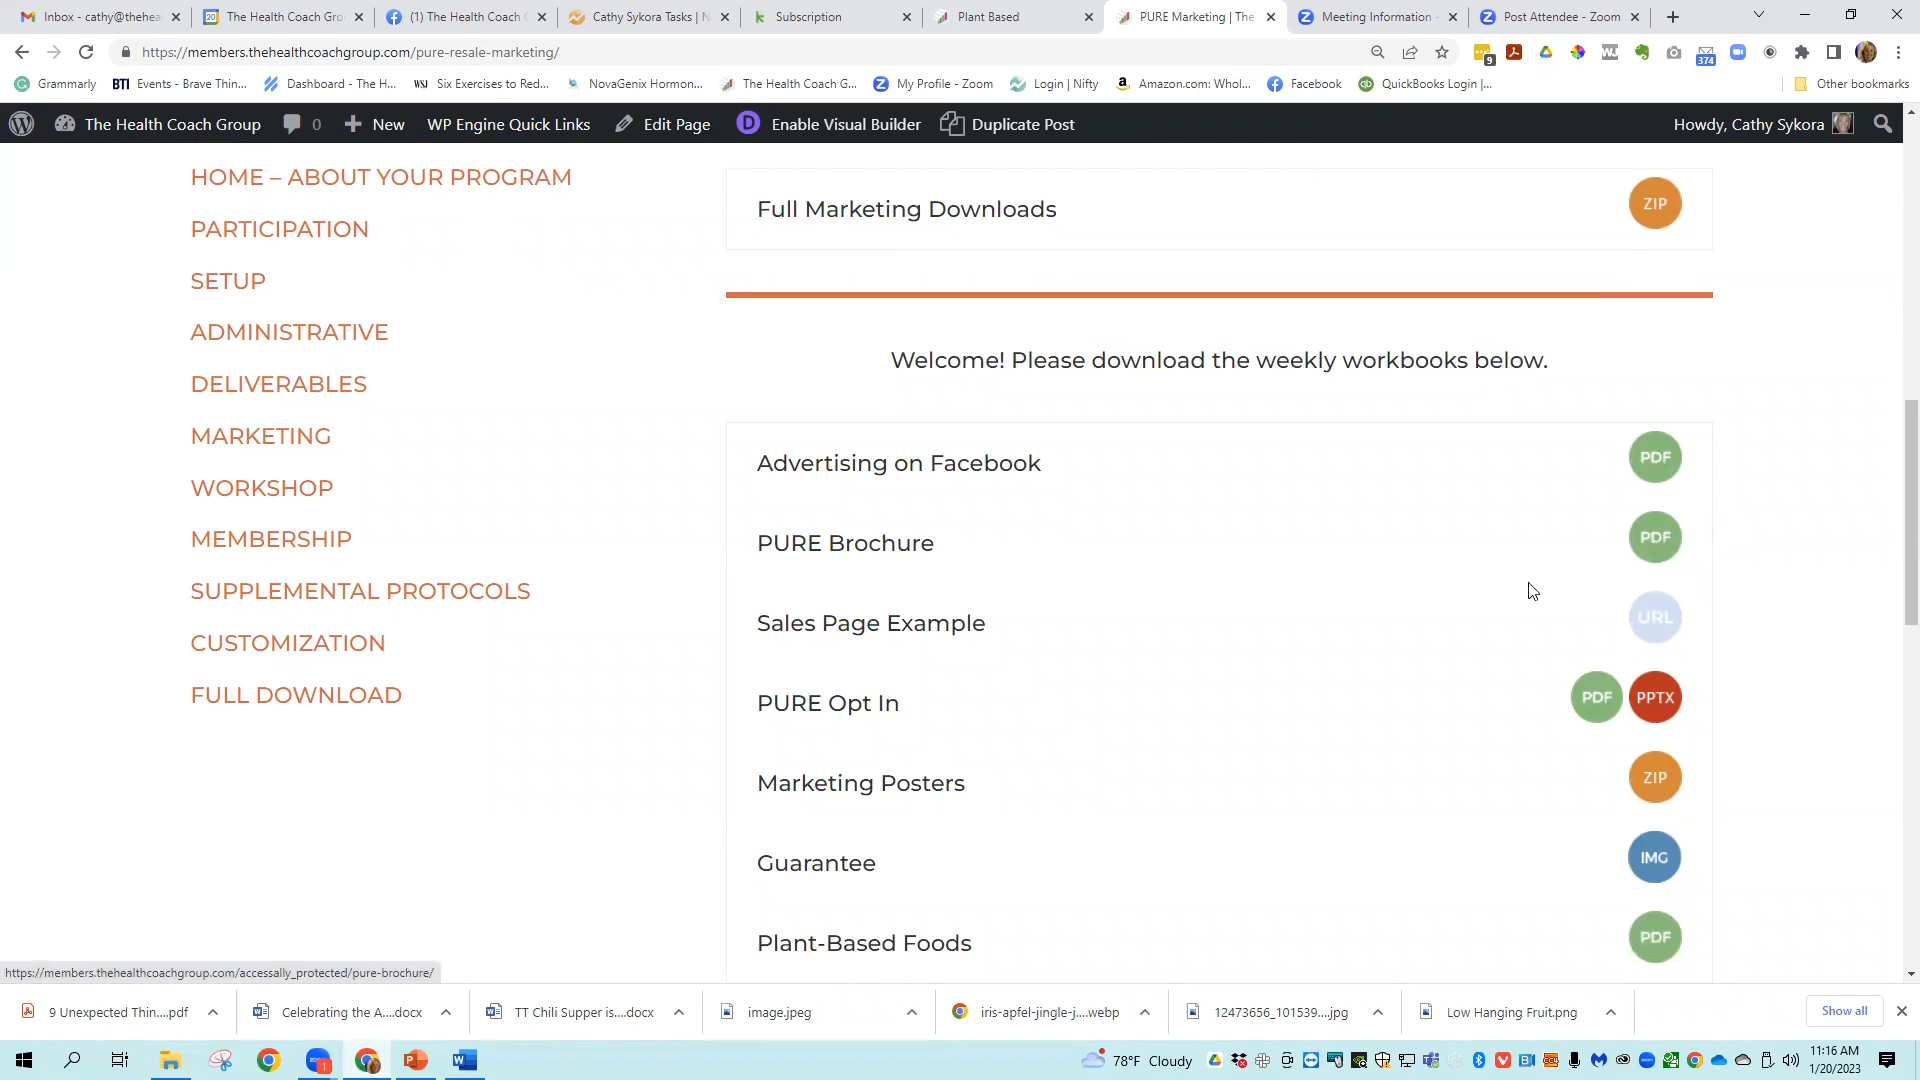 Inbox - cathy@thehea
The Health Coach Gro
(1) The Health Coach
Cathy Sykora Tasks | N
Subscription
Plant Based
PURE Marketing | The
Meeting Information -
Post Attendee - Zoom
https://members.thehealthcoachgroup.com/pure-resale-marketing/
9
374
Grammarly
BTI Events - Brave Thin...
Dashboard - The H...
WSJ Six Exercises to Red...
NovaGenix Hormon...
The Health Coach G...
My Profile - Zoom
Login | Nifty
Amazon.com: Whol...
Facebook
QuickBooks Login |...
Other bookmarks
The Health Coach Group
0
New
WP Engine Quick Links
Edit Page
D Enable Visual Builder
Duplicate Post
Howdy, Cathy Sykora
HOME – ABOUT YOUR PROGRAM
PARTICIPATION
SETUP
ADMINISTRATIVE
DELIVERABLES
MARKETING
WORKSHOP
MEMBERSHIP
SUPPLEMENTAL PROTOCOLS
CUSTOMIZATION
FULL DOWNLOAD
Full Marketing Downloads
ZIP
Welcome! Please download the weekly workbooks below.
Advertising on Facebook
PDF
PURE Brochure
PDF
Sales Page Example
URL
PURE Opt In
PDF PPTX
Marketing Posters
ZIP
Guarantee
IMG
Plant-Based Foods
PDF
https://members.thehealthcoachgroup.com/accessally_protected/pure-brochure/
9 Unexpected Thin....pdf
Celebrating the A....docx
TT Chili Supper is....docx
image.jpeg
iris-apfel-jingle-j....webp
12473656_101539....jpg
Low Hanging Fruit.png
Show all
78°F Cloudy
11:16 AM
1/20/2023